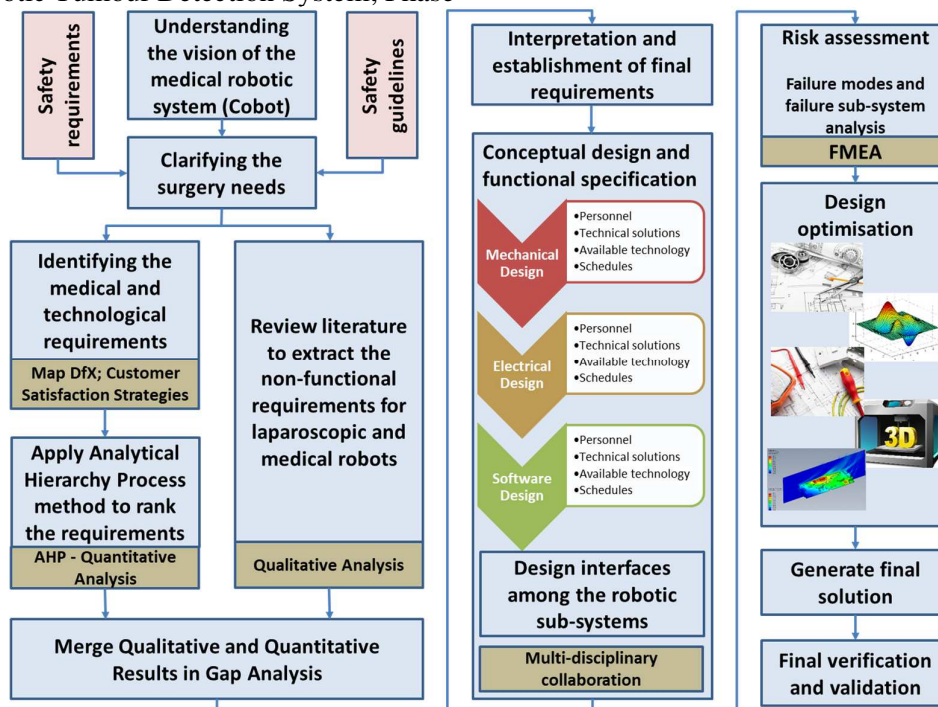 otic Tumour Detection System, Phase
Safety
requirements
Understanding
the vision of the
medical robotic
system (Cobot)
Safety
guidelines
Clarifying the
surgery needs
Identifying the
medical and
technological
requirements
Map DfX; Customer
Satisfaction Strategies
Apply Analytical
Hierarchy Process
method to rank
the requirements
AHP - Quantitative
Analysis
Review literature
to extract the
non-functional
requirements for
laparoscopic and
medical robots
Qualitative Analysis
Merge Qualitative and Quantitative
Results in Gap Analysis
Interpretation and
establishment of final
requirements
Conceptual design and
functional specification
Mechanical
Design
•Personnel
•Technical solutions
•Available technology
•Schedules
Electrical
Design
•Personnel
•Technical solutions
•Available technology
•Schedules
Software
Design
•Personnel
•Technical solutions
•Available technology
•Schedules
Design interfaces
among the robotic
sub-systems
Multi-disciplinary
collaboration
Risk assessment
Failure modes and
failure sub-system
analysis
FMEA
Design
optimisation
3D
Generate final
solution
Final verification
and validation